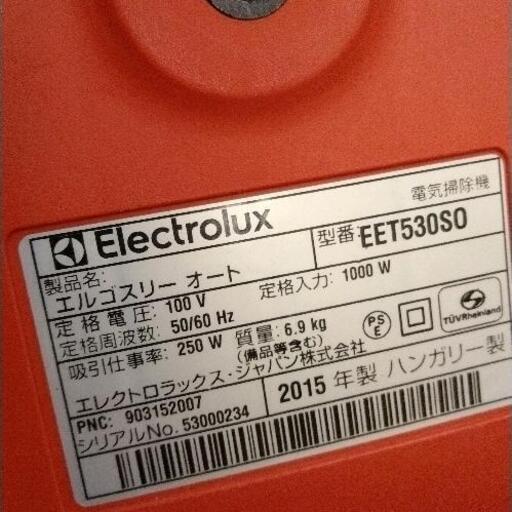 電気掃除機
Electrolux
型番: EET530SO
製品名:
エルゴスリー オート
定格電圧: 100 V 定格入力: 1000 W
定格周波数: 50/60 Hz
吸引仕事率: 250 W 質量: 6.9 kg
(備品等含む)
PSE
TÜVRheinland
エレクトロラックス・ジャパン株式会社
PNC: 903152007
2015 年製 ハンガリー製
シリアルNo. 53000234